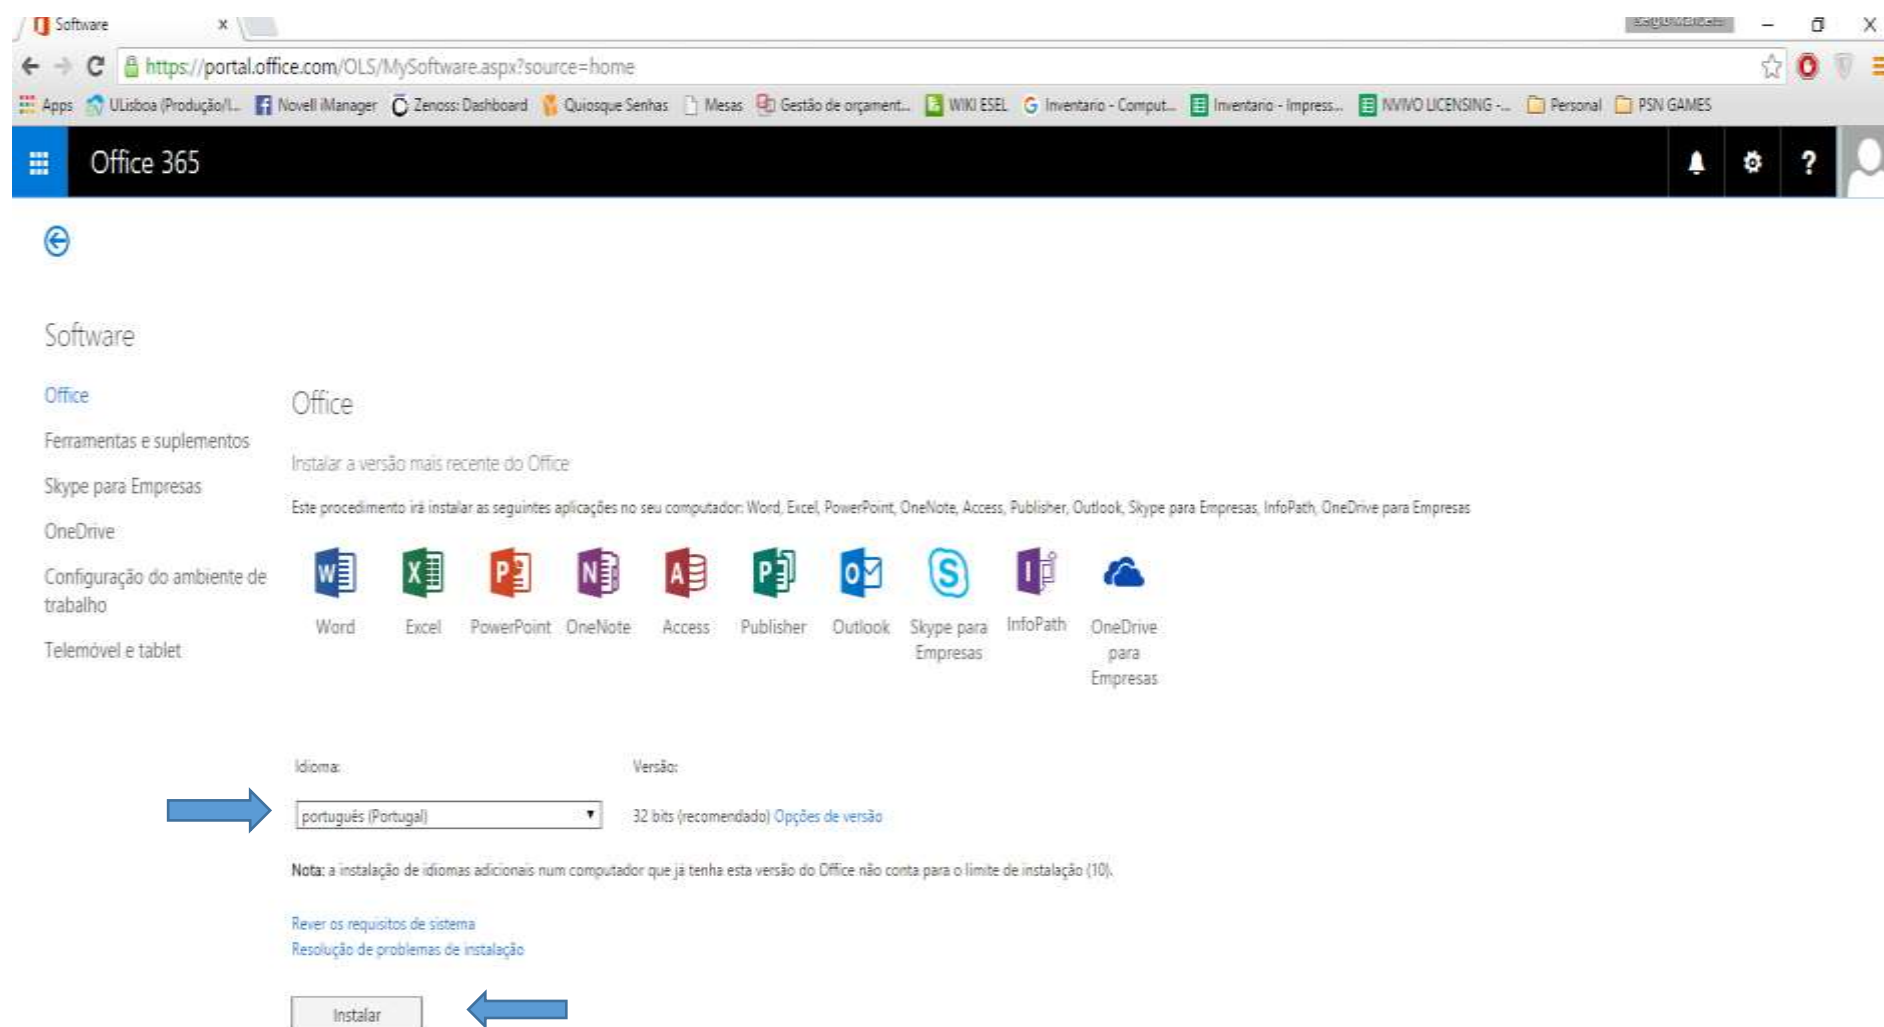 Software
https://portal.office.com/OLS/MySoftware.aspx?source=home
Apps ULisboa (Produção/I... Novell iManager Zenoss: Dashboard Quiosque Senhas Mesas Gestão de orçament... WIKI ESEL Inventario - Comput... Inventario - Impress... NVIVO LICENSING -... Personal PSN GAMES
Office 365
Software
Office
Ferramentas e suplementos
Skype para Empresas
OneDrive
Configuração do ambiente de
trabalho
Telemóvel e tablet
Office
Instalar a versão mais recente do Office
Este procedimento irá instalar as seguintes aplicações no seu computador: Word, Excel, PowerPoint, OneNote, Access, Publisher, Outlook, Skype para Empresas, InfoPath, OneDrive para Empresas
Word Excel PowerPoint OneNote Access Publisher Outlook Skype para Empresas InfoPath OneDrive para Empresas
Idioma: Versão:
português (Portugal) 32 bits (recomendado) Opções de versão
Nota: a instalação de idiomas adicionais num computador que já tenha esta versão do Office não conta para o limite de instalação (10).
Rever os requisitos de sistema
Resolução de problemas de instalação
Instalar